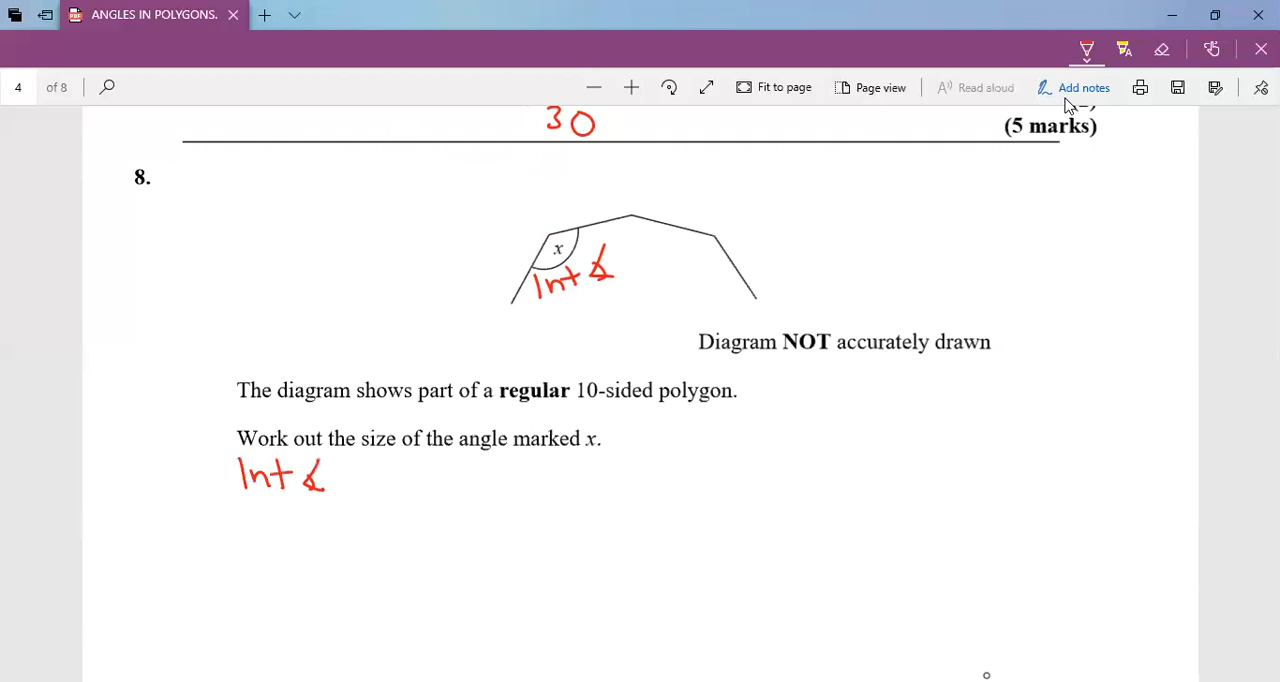 ANGLES IN POLYGONS.
4 of 8
Fit to page
Page view
Read aloud
Add notes
30
(5 marks)
8.
x
Int ∡
Diagram NOT accurately drawn
The diagram shows part of a regular 10-sided polygon.
Work out the size of the angle marked x.
Int ∡